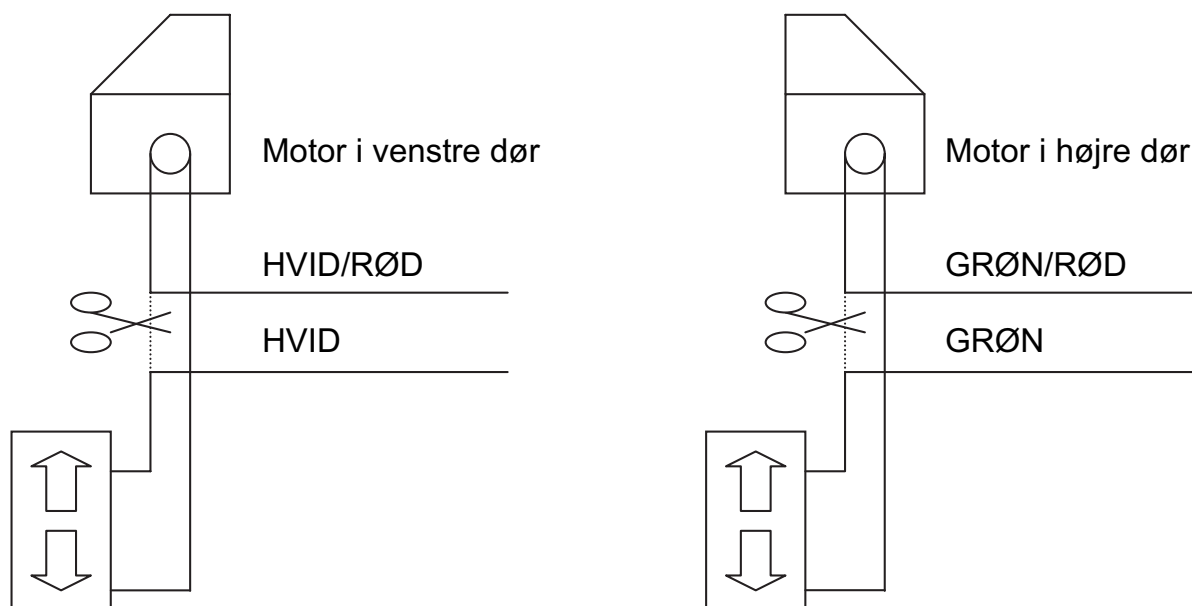 Motor i venstre dør
HVID/RØD
HVID
Motor i højre dør
GRØN/RØD
GRØN